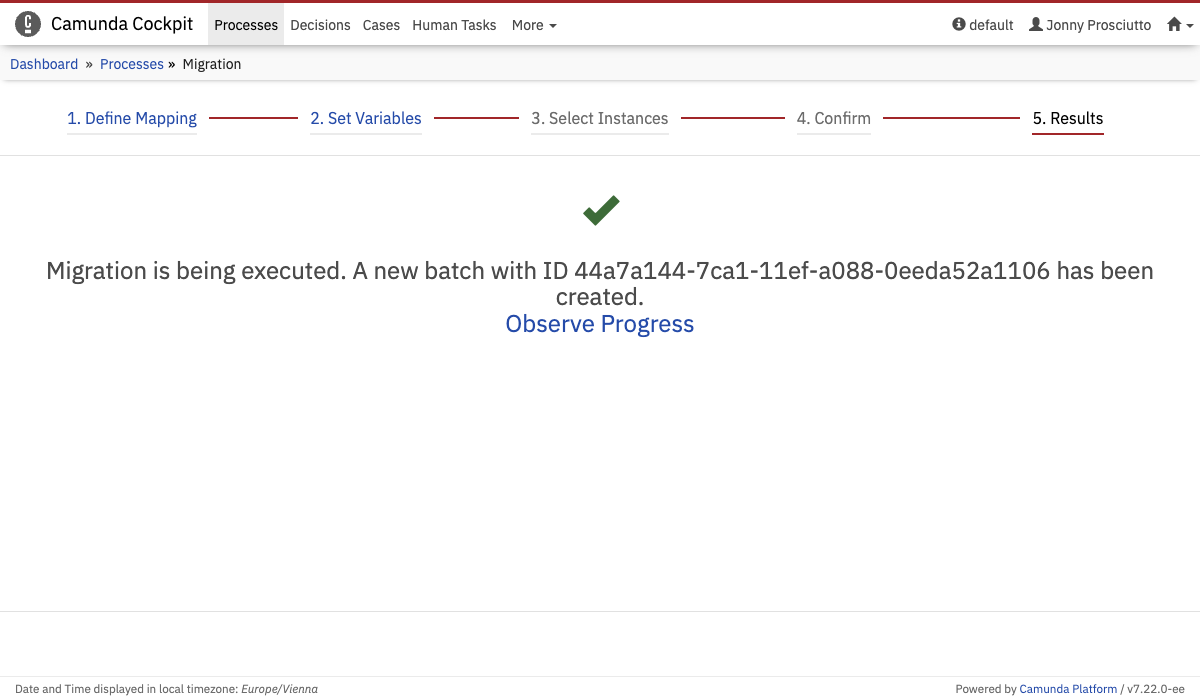 Camunda Cockpit Processes Decisions Cases Human Tasks More default Jonny Prosciutto
Dashboard » Processes » Migration
1. Define Mapping 2. Set Variables 3. Select Instances 4. Confirm 5. Results
Migration is being executed. A new batch with ID 44a7a144-7ca1-11ef-a088-0eeda52a1106 has been
created.
Observe Progress
Date and Time displayed in local timezone: Europe/Vienna Powered by Camunda Platform / v7.22.0-ee